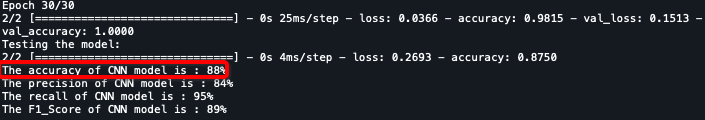 Epoch 30/30
2/2 [==============================] - 0s 25ms/step - loss: 0.0366 - accuracy: 0.9815 - val_loss: 0.1513 -
val_accuracy: 1.0000
Testing the model:
2/2 [==============================] - 0s 4ms/step - loss: 0.2693 - accuracy: 0.8750
The accuracy of CNN model is : 88%
The precision of CNN model is : 84%
The recall of CNN model is : 95%
The F1_Score of CNN model is : 89%